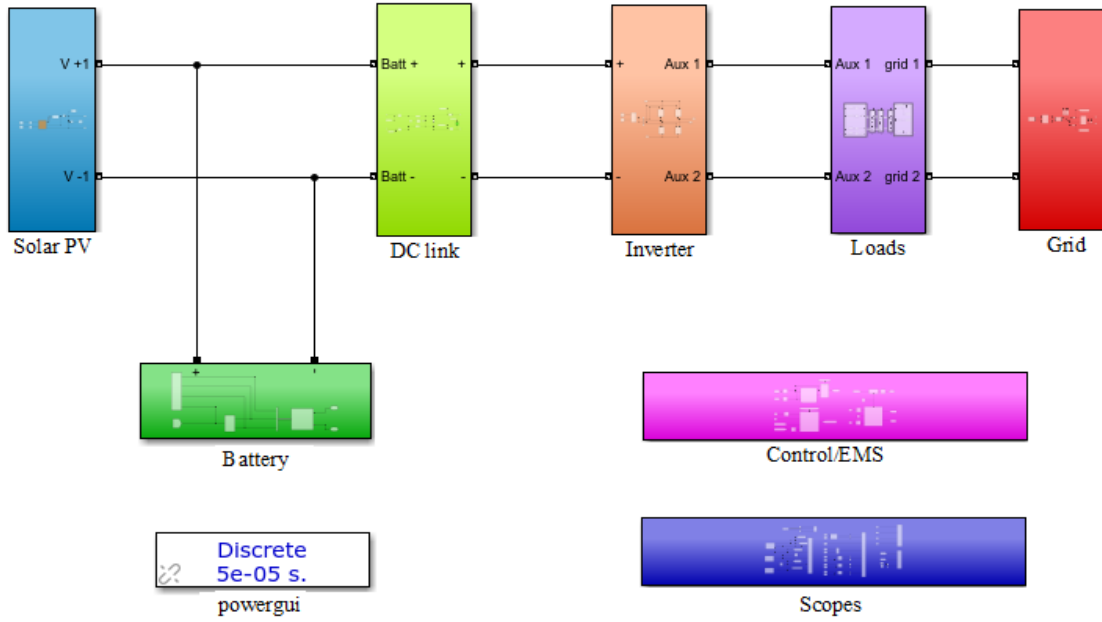 V +1
Batt +
+
+
Aux 1
Aux 1
grid 1
V -1
Batt -
-
-
Aux 2
Aux 2
grid 2
Solar PV
DC link
Inverter
Loads
Grid
+
-
Battery
Control/EMS
Discrete
5e-05 s.
powergui
Scopes